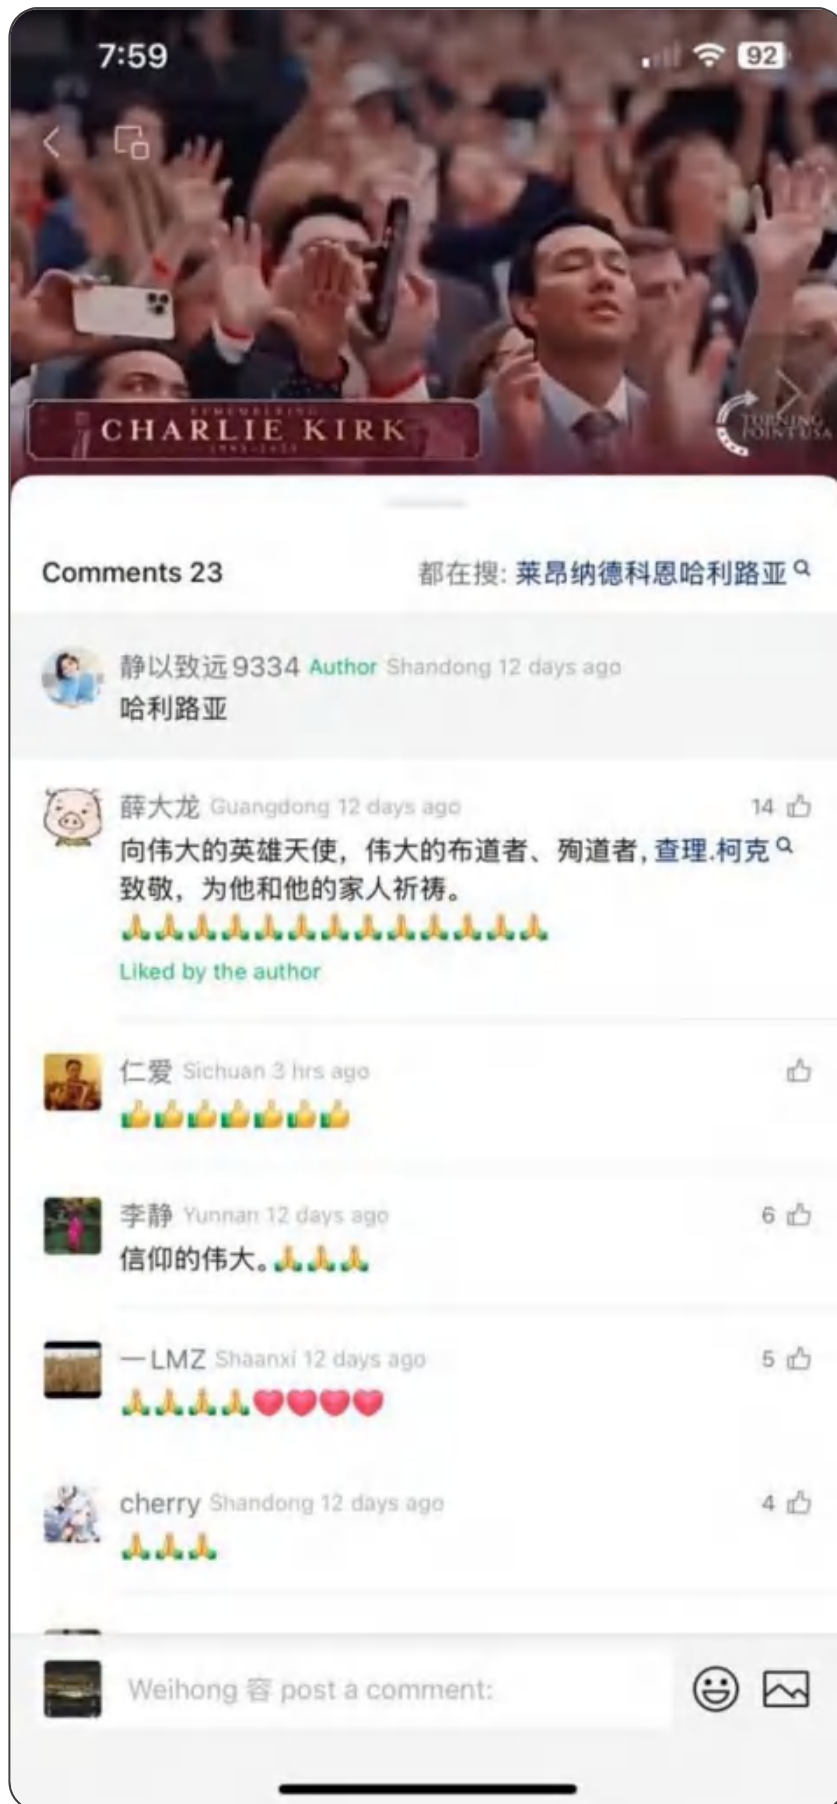 7:59
92
REMEMBERING
CHARLIE KIRK
TURNING
POINT USA
Comments 23
都在搜: 莱昂纳德科恩哈利路亚
静以致远9334 Author Shandong 12 days ago
哈利路亚
薛大龙 Guangdong 12 days ago
14
向伟大的英雄天使，伟大的布道者、殉道者, 查理.柯克
致敬，为他和他的家人祈祷。
🙏🙏🙏🙏🙏🙏🙏🙏🙏🙏🙏🙏🙏
Liked by the author
仁爱 Sichuan 3 hrs ago
👍👍👍👍👍👍👍
李静 Yunnan 12 days ago
6
信仰的伟大。🙏🙏🙏
一LMZ Shaanxi 12 days ago
5
🙏🙏🙏🙏❤️❤️❤️❤️
cherry Shandong 12 days ago
4
🙏🙏🙏
Weihong 容 post a comment: